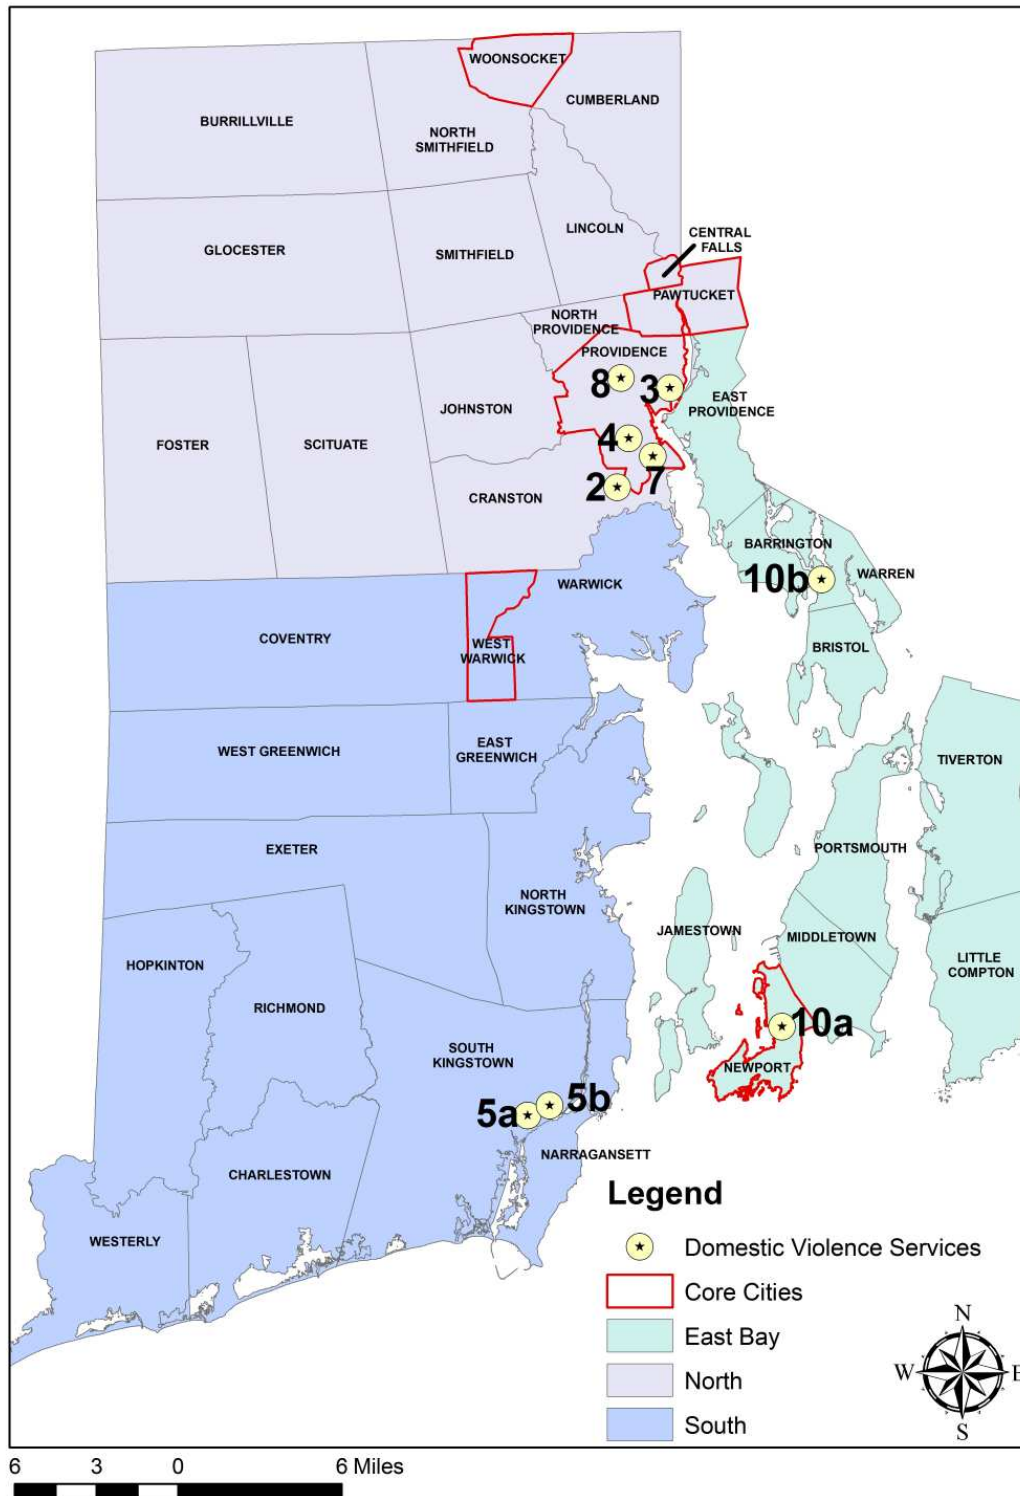 WOONSOCKET
CUMBERLAND
BURRILLVILLE
NORTH
SMITHFIELD
LINCOLN
CENTRAL
FALLS
GLOCESTER
SMITHFIELD
PAWTUCKET
NORTH
PROVIDENCE
PROVIDENCE
8
3
EAST
PROVIDENCE
JOHNSTON
FOSTER
SCITUATE
4
7
2
CRANSTON
BARRINGTON
WARREN
10b
WARWICK
COVENTRY
WEST
WARWICK
BRISTOL
WEST GREENWICH
EAST
GREENWICH
TIVERTON
EXETER
PORTSMOUTH
NORTH
KINGSTOWN
JAMESTOWN
MIDDLETOWN
HOPKINTON
LITTLE
COMPTON
RICHMOND
10a
SOUTH
KINGSTOWN
NEWPORT
5a
5b
NARRAGANSETT
CHARLESTOWN
WESTERLY
Legend
Domestic Violence Services
Core Cities
East Bay
North
South
N
W
E
S
6 3 0 6 Miles